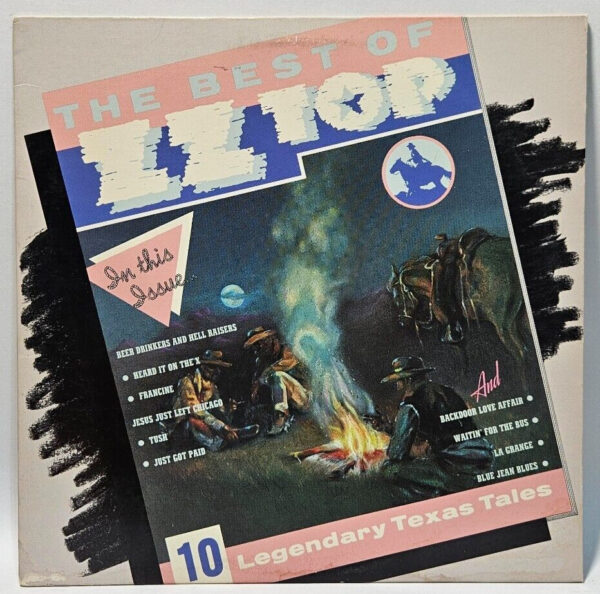 THE BEST OF
ZZ TOP
In this
Issue...
BEER DRINKERS AND HELL RAISERS
• HEARD IT ON THE X
• FRANCINE
JESUS JUST LEFT CHICAGO
• TUSH
• JUST GOT PAID
And
BACKDOOR LOVE AFFAIR •
WAITIN' FOR THE BUS •
LA GRANGE •
BLUE JEAN BLUES •
10 Legendary Texas Tales